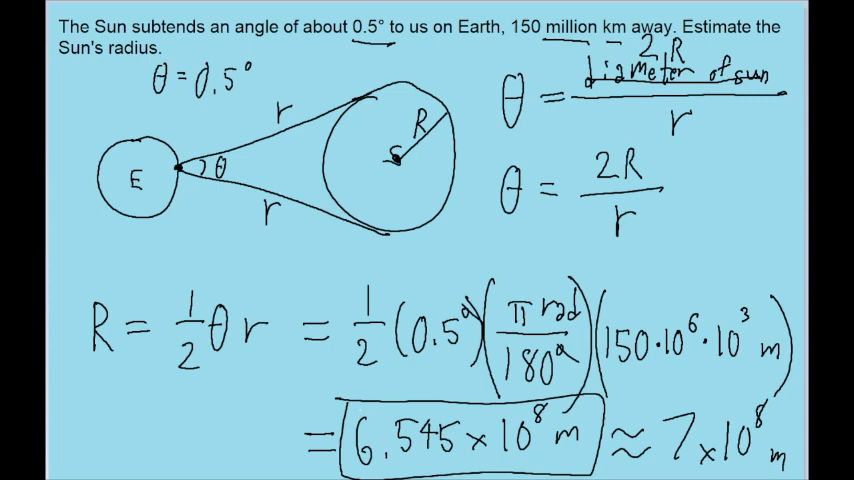 The Sun subtends an angle of about 0.5° to us on Earth, 150 million km away. Estimate the
Sun's radius.
θ = 0.5°
2R
θ = diameter of sun / r
r
R
S
E
θ
r
θ = 2R / r
R = 1/2 θ r = 1/2 (0.5°) (π rad / 180°) (150·10⁶·10³ m)
= 6.545 x 10⁸ m ≈ 7 x 10⁸ m